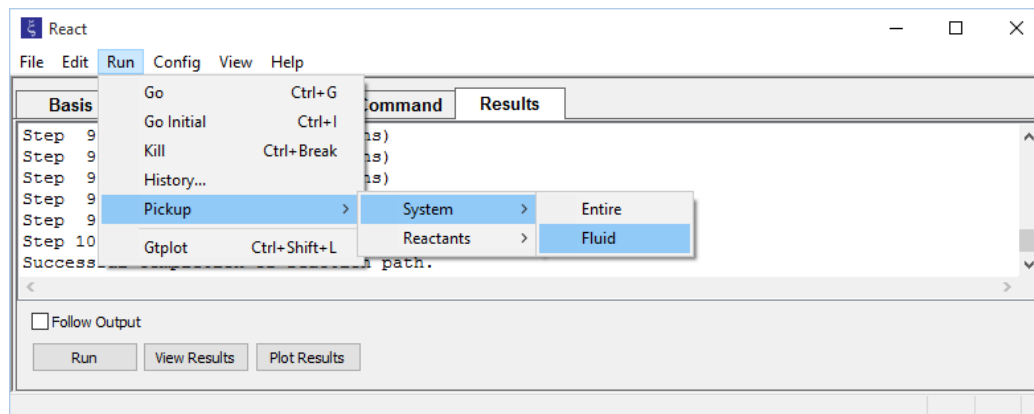 React
File Edit Run Config View Help
Basis Command Results
Go Ctrl+G
Go Initial Ctrl+I
Kill Ctrl+Break
History...
Pickup
Gtplot Ctrl+Shift+L
System
Reactants
Entire
Fluid
Step 9 ns)
Step 9 ns)
Step 9 ns)
Step 9
Step 9
Step 10
Success path.
Follow Output
Run View Results Plot Results